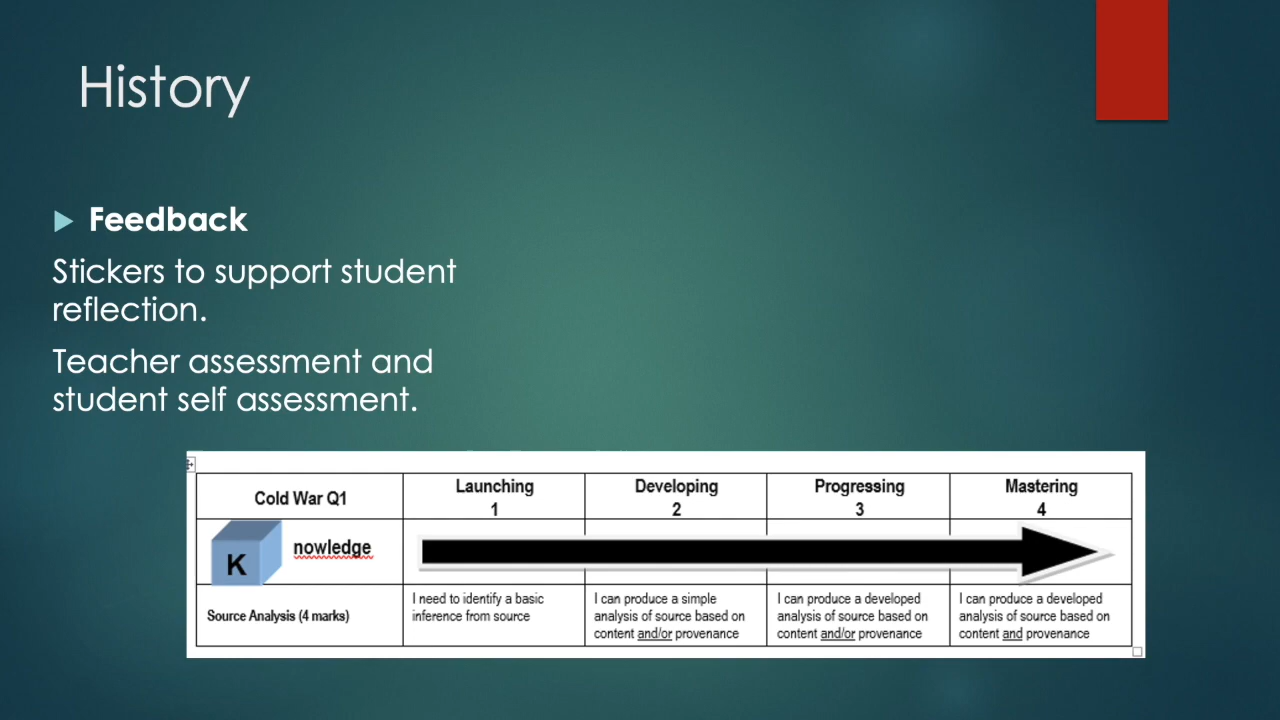 History
Feedback
Stickers to support student
reflection.
Teacher assessment and
student self assessment.
Cold War Q1
Launching
1
Developing
2
Progressing
3
Mastering
4
K nowledge
Source Analysis (4 marks)
I need to identify a basic
inference from source
I can produce a simple
analysis of source based on
content and/or provenance
I can produce a developed
analysis of source based on
content and/or provenance
I can produce a developed
analysis of source based on
content and provenance